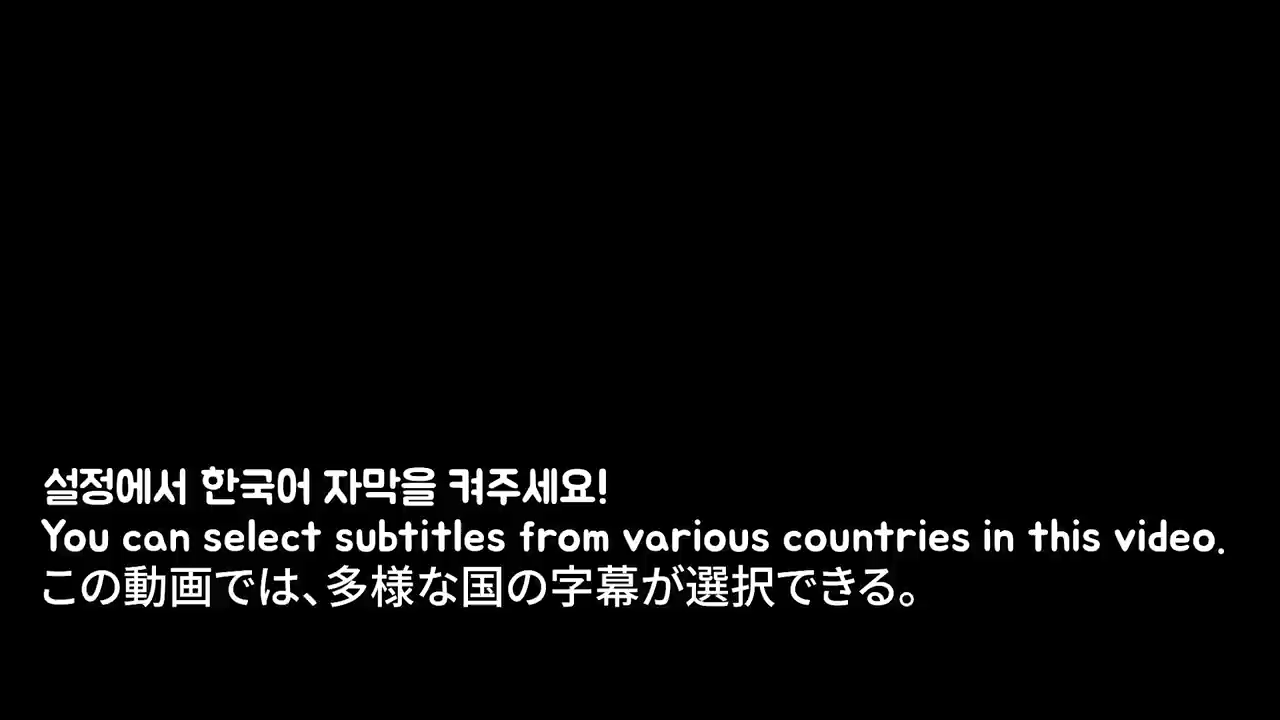 설정에서 한국어 자막을 켜주세요!
You can select subtitles from various countries in this video.
この動画では、多様な国の字幕が選択できる。